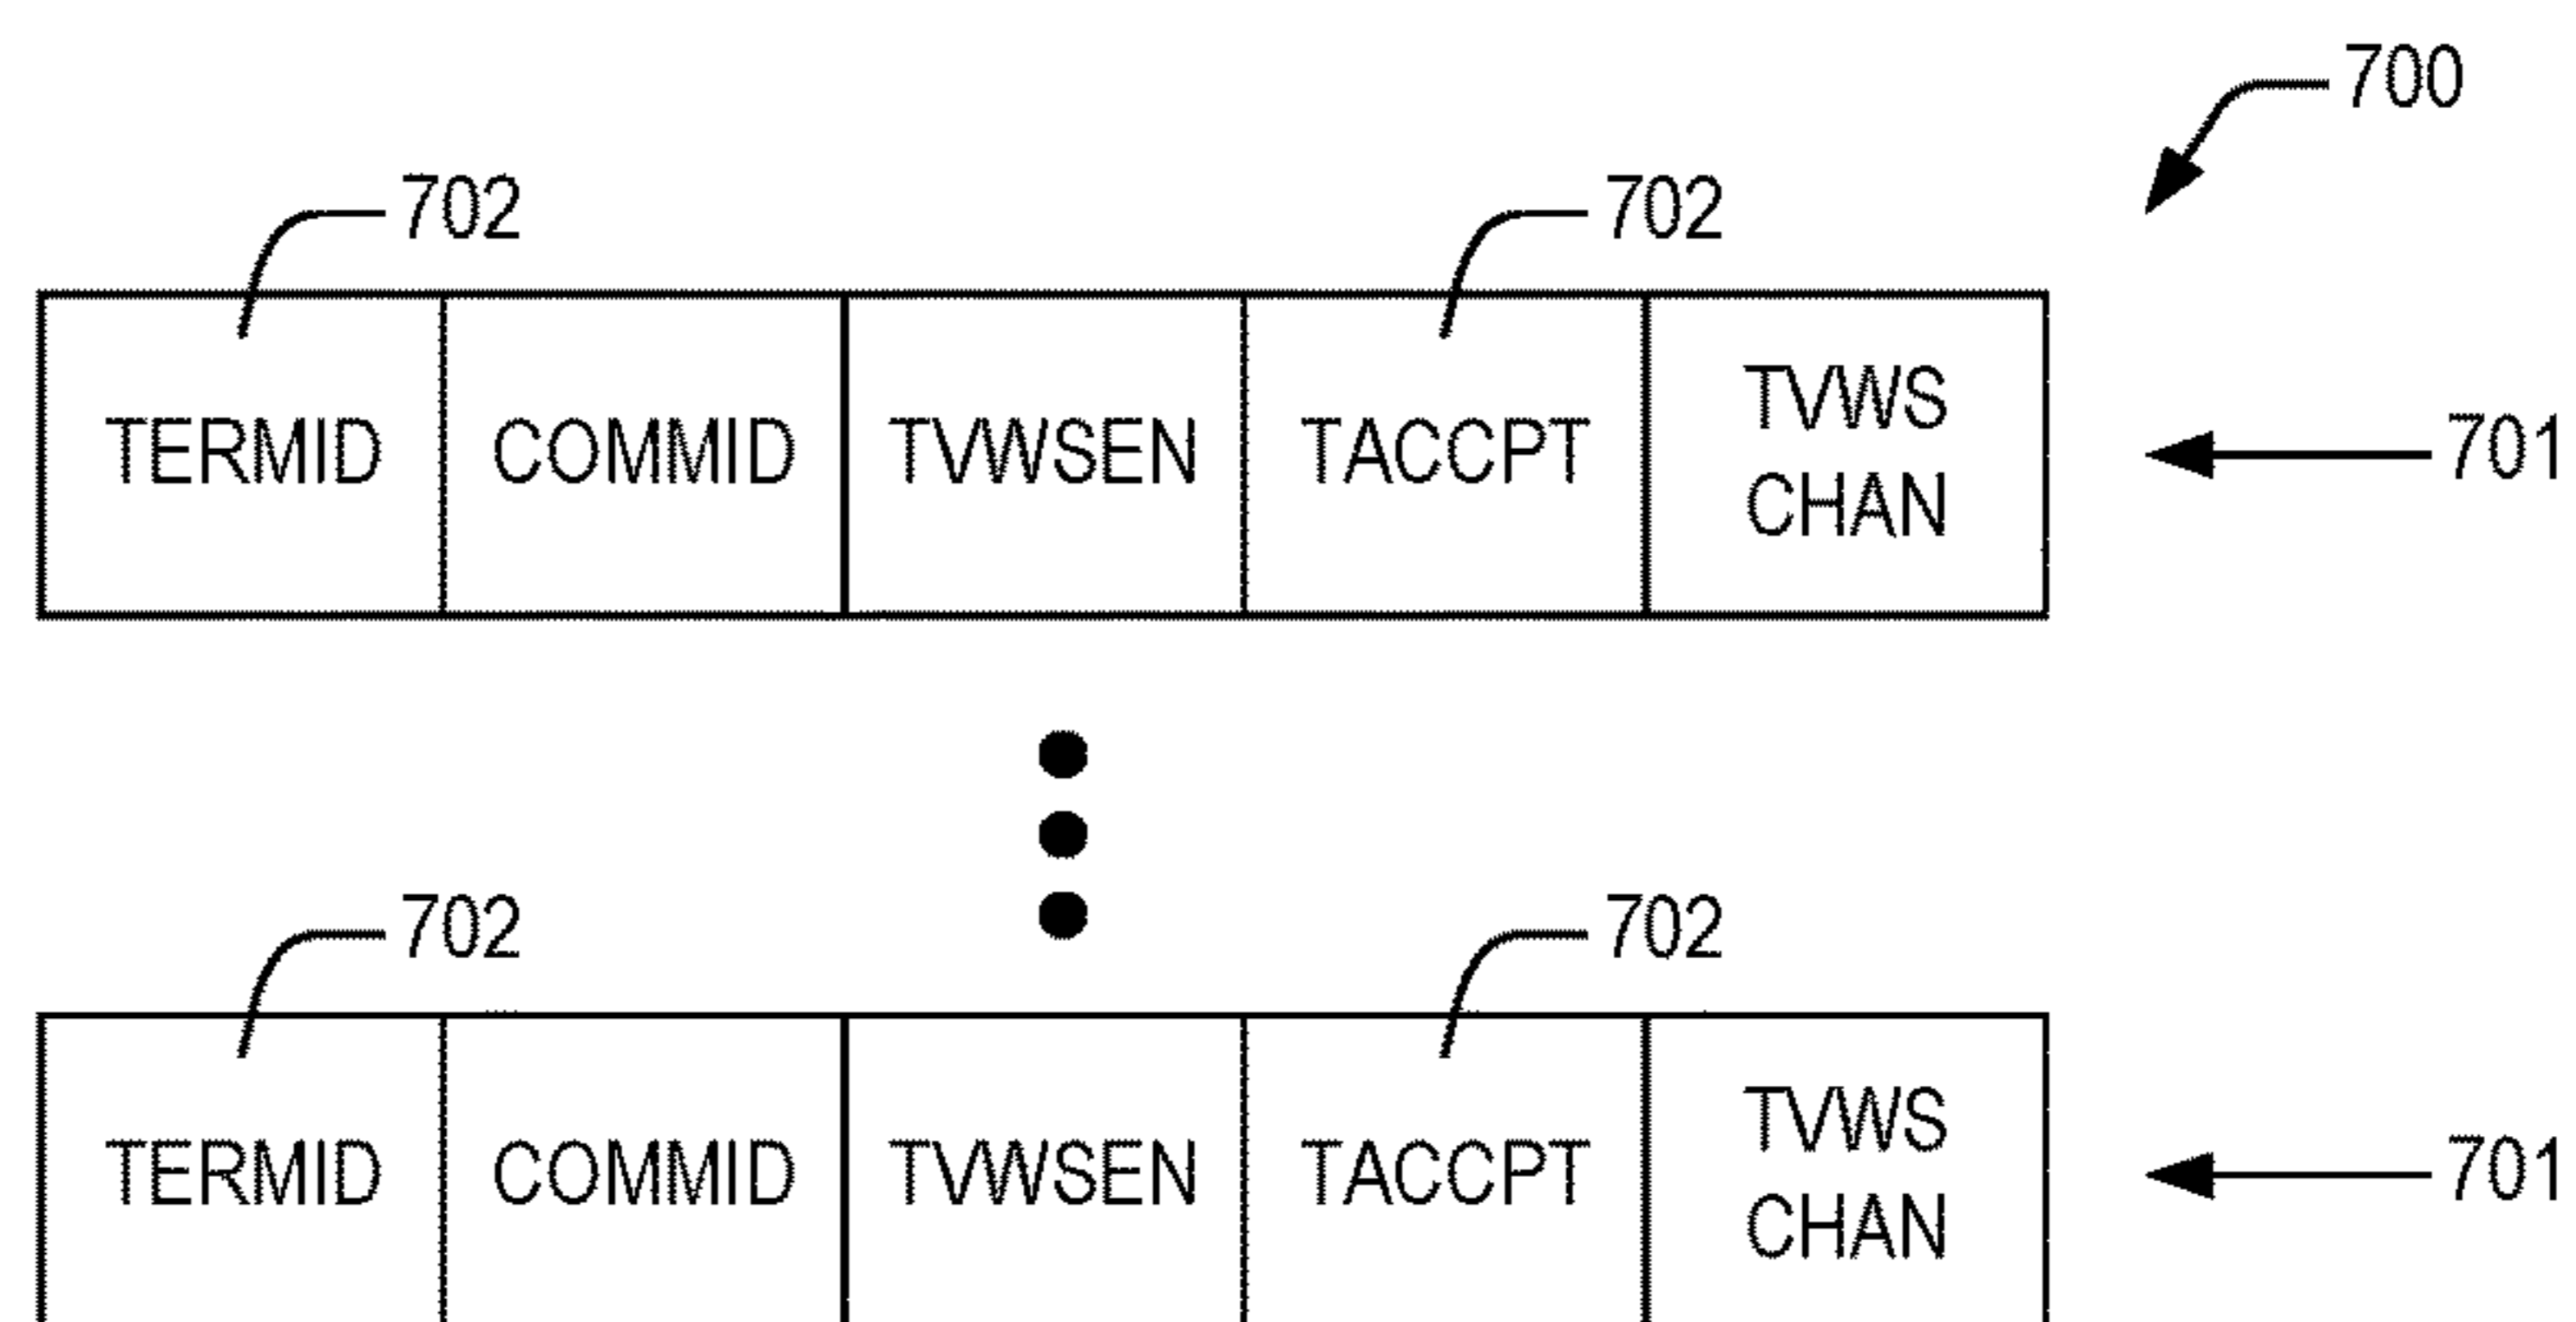 700
702 702
TERMID COMMID TVWSEN TACCPT TVWS CHAN 701
702 702
TERMID COMMID TVWSEN TACCPT TVWS CHAN 701